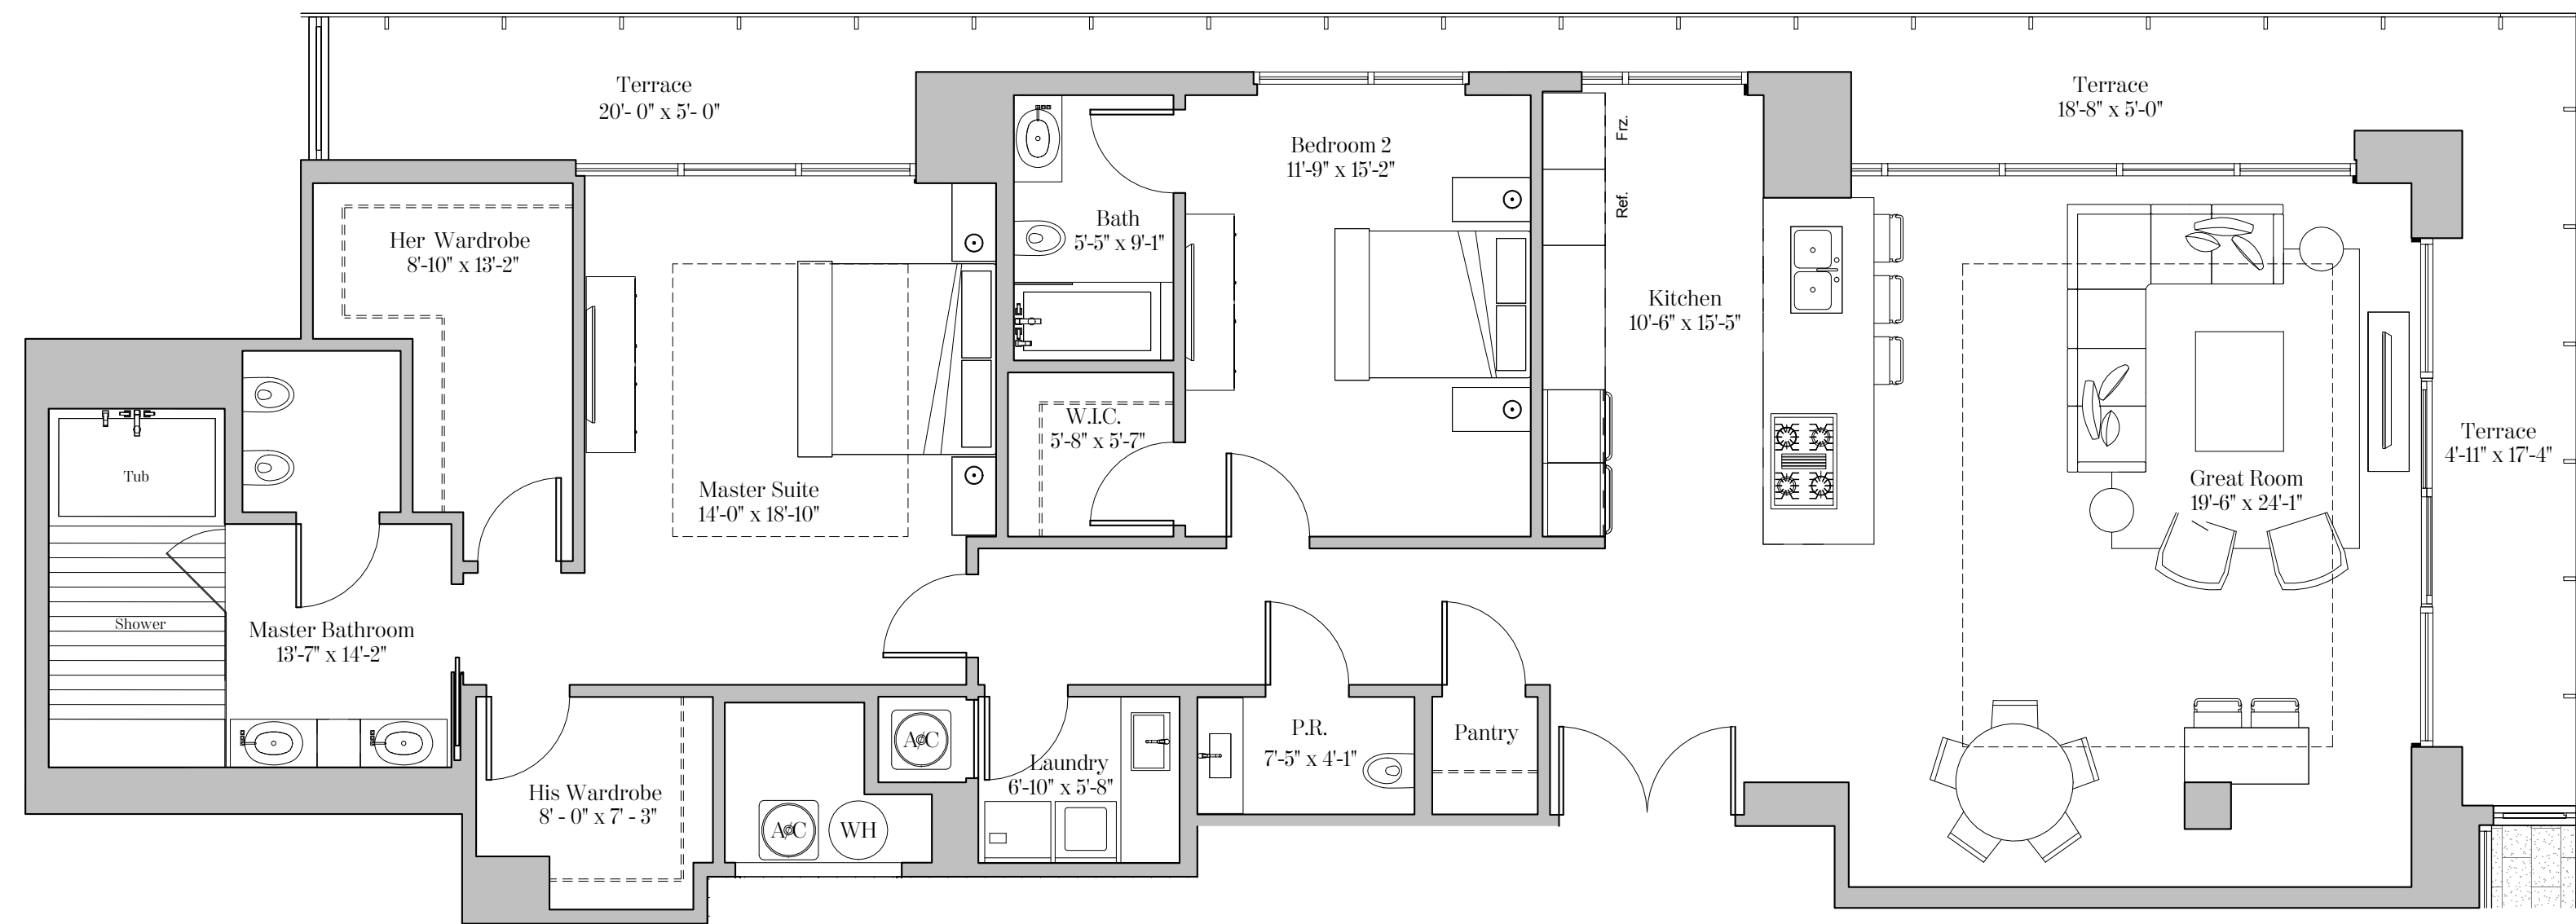 Terrace
20'- 0" x 5'- 0"
Terrace
18'-8" x 5'-0"
Frz.
Bedroom 2
11'-9" x 15'-2"
Ref.
Bath
5'-5" x 9'-1"
Her Wardrobe
8'-10" x 13'-2"
Kitchen
10'-6" x 15'-5"
W.I.C.
5'-8" x 5'-7"
Terrace
4'-11" x 17'-4"
Tub
Great Room
19'-6" x 24'-1"
Master Suite
14'-0" x 18'-10"
Shower
Master Bathroom
13'-7" x 14'-2"
P.R.
7'-5" x 4'-1"
Pantry
A/C
Laundry
6'-10" x 5'-8"
His Wardrobe
8' - 0" x 7' - 3"
A/C
WH